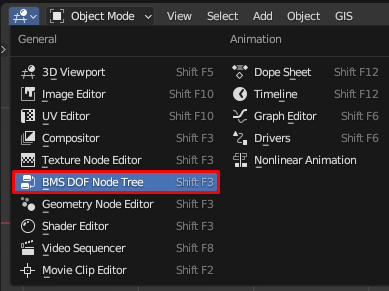 Object Mode View Select Add Object GIS
General Animation
3D Viewport Shift F5 Dope Sheet Shift F12
Image Editor Shift F10 Timeline Shift F12
UV Editor Shift F10 Graph Editor Shift F6
Compositor Shift F3 Drivers Shift F6
Texture Node Editor Shift F3 Nonlinear Animation
BMS DOF Node Tree Shift F3
Geometry Node Editor Shift F3
Shader Editor Shift F3
Video Sequencer Shift F8
Movie Clip Editor Shift F2